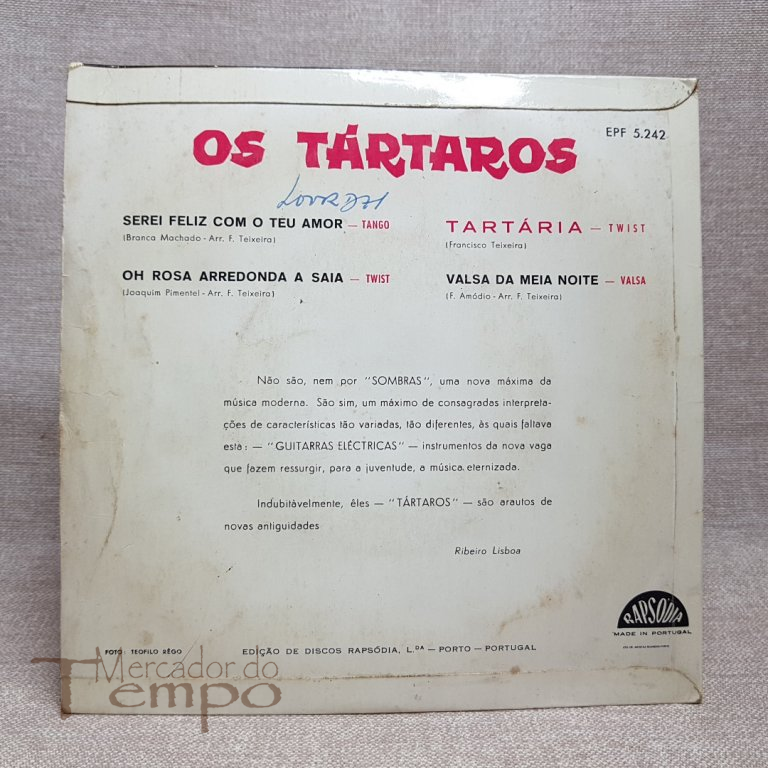 OS TÁRTAROS
EPF 5.242
SEREI FELIZ COM O TEU AMOR — TANGO
(Branca Machado - Arr. F. Teixeira)
OH ROSA ARREDONDA A SAIA — TWIST
(Joaquim Pimentel - Arr. F. Teixeira)
TARTÁRIA — TWIST
(Francisco Teixeira)
VALSA DA MEIA NOITE — VALSA
(F. Amódio - Arr. F. Teixeira)
Não são, nem por "SOMBRAS", uma nova máxima da
música moderna. São sim, um máximo de consagradas interpreta-
ções de características tão variadas, tão diferentes, às quais faltava
esta: — "GUITARRAS ELÉCTRICAS" — instrumentos da nova vaga
que fazem ressurgir, para a juventude, a música eternizada.
Indubitàvelmente, êles — "TÁRTAROS" — são arautos de
novas antiguidades
Ribeiro Lisboa
RAPSÓDIA
MADE IN PORTUGAL
FOTO: TEOFILO RÊGO
EDIÇÃO DE DISCOS RAPSÓDIA, L.DA — PORTO — PORTUGAL
Mercador do
Tempo